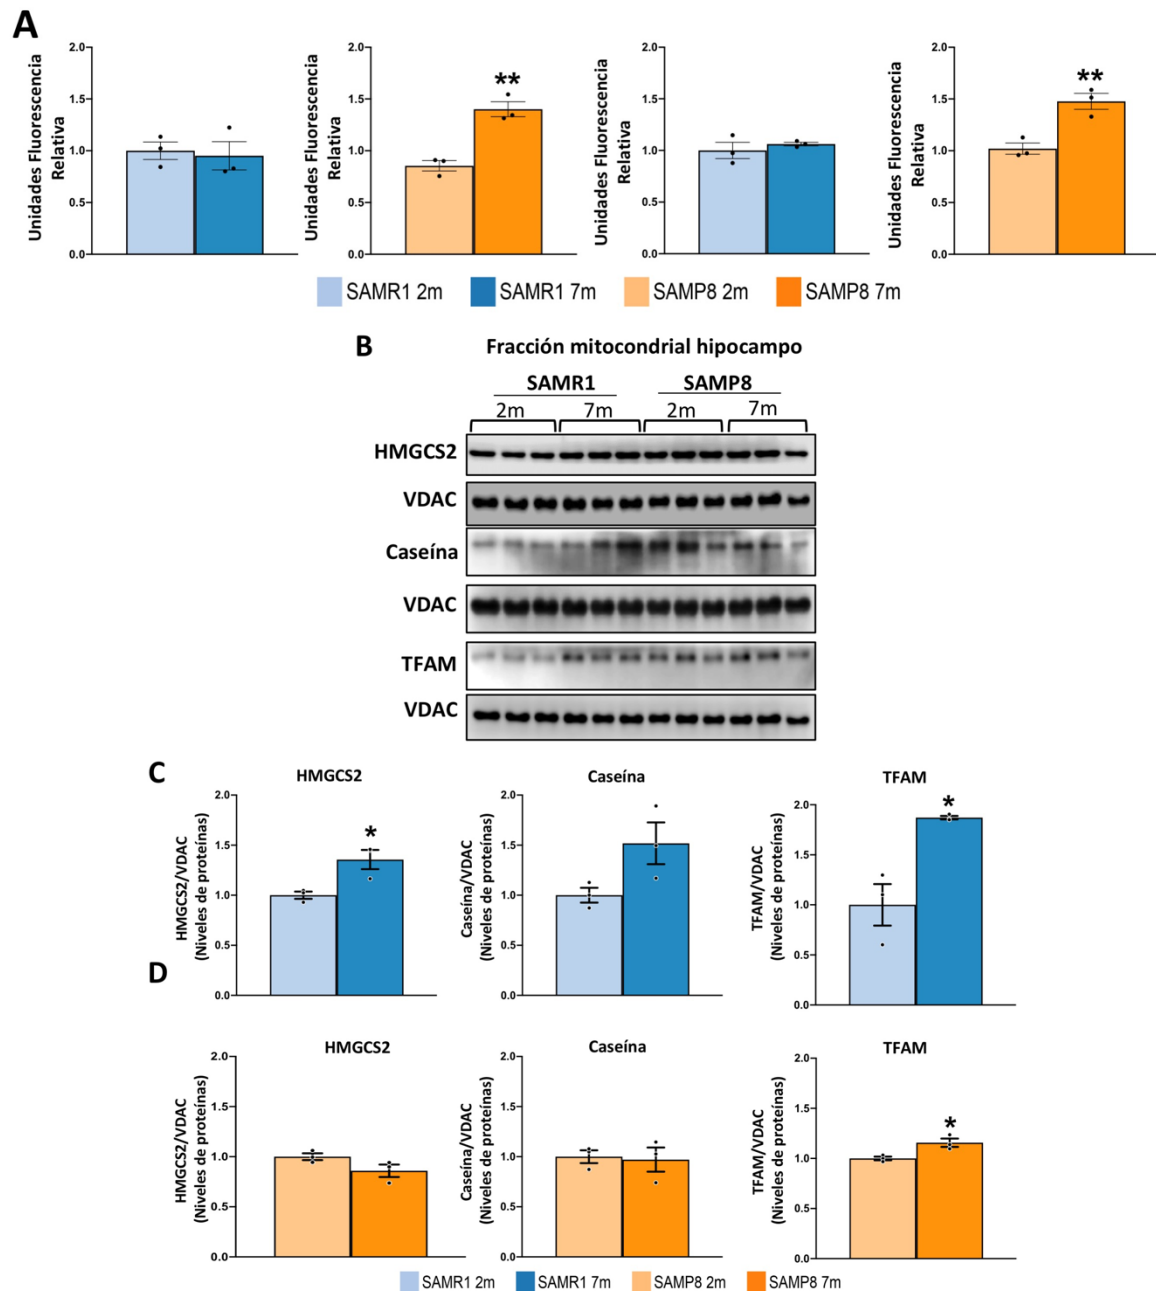 A
Unidades Fluorescencia
Relativa
2.0
1.5
1.0
0.5
0.0
Unidades Fluorescencia
Relativa
2.0
1.5
1.0
0.5
0.0
**
Unidades Fluorescencia
Relativa
2.0
1.5
1.0
0.5
0.0
Unidades Fluorescencia
Relativa
2.0
1.5
1.0
0.5
0.0
**
SAMR1 2m SAMR1 7m SAMP8 2m SAMP8 7m
B Fracción mitocondrial hipocampo
SAMR1 SAMP8
2m 7m 2m 7m
HMGCS2
VDAC
Caseína
VDAC
TFAM
VDAC
C
HMGCS2
HMGCS2/VDAC
(Niveles de proteínas)
2.0
1.5
1.0
0.5
0.0
*
Caseína
Caseína/VDAC
(Niveles de proteínas)
2.0
1.5
1.0
0.5
0.0
TFAM
TFAM/VDAC
(Niveles de proteínas)
2.0
1.5
1.0
0.5
0.0
*
D
HMGCS2
HMGCS2/VDAC
(Niveles de proteínas)
2.0
1.5
1.0
0.5
0.0
Caseína
Caseína/VDAC
(Niveles de proteínas)
2.0
1.5
1.0
0.5
0.0
TFAM
TFAM/VDAC
(Niveles de proteínas)
2.0
1.5
1.0
0.5
0.0
*
SAMR1 2m SAMR1 7m SAMP8 2m SAMP8 7m